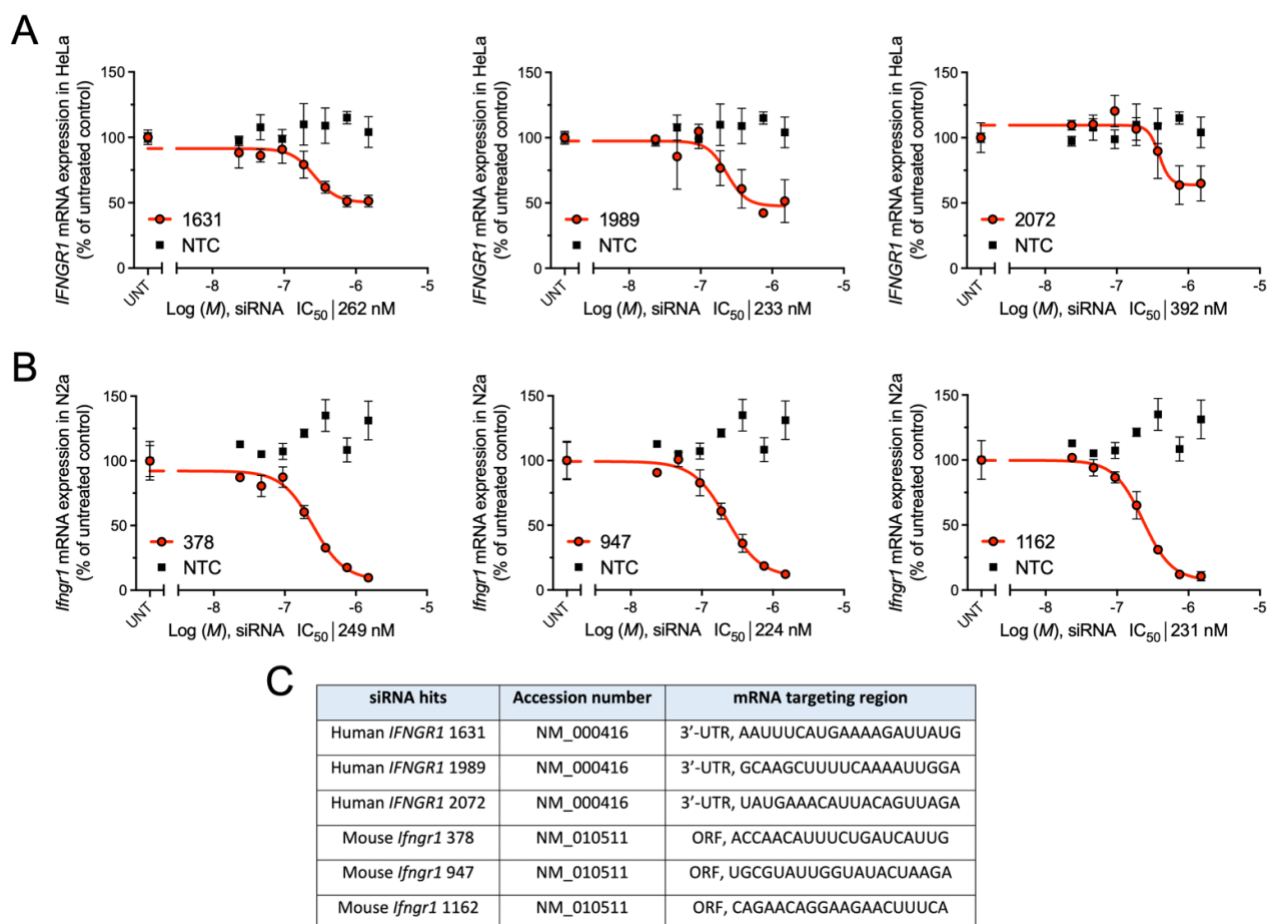 A
IFNGR1 mRNA expression in HeLa
(% of untreated control)
150
100
50
0
1631
NTC
UNT
-8
-7
-6
-5
Log (M), siRNA IC50|262 nM
IFNGR1 mRNA expression in HeLa
(% of untreated control)
150
100
50
0
1989
NTC
UNT
-8
-7
-6
-5
Log (M), siRNA IC50|233 nM
IFNGR1 mRNA expression in HeLa
(% of untreated control)
150
100
50
0
2072
NTC
UNT
-8
-7
-6
-5
Log (M), siRNA IC50|392 nM
B
Ifngr1 mRNA expression in N2a
(% of untreated control)
150
100
50
0
378
NTC
UNT
-8
-7
-6
-5
Log (M), siRNA IC50|249 nM
Ifngr1 mRNA expression in N2a
(% of untreated control)
150
100
50
0
947
NTC
UNT
-8
-7
-6
-5
Log (M), siRNA IC50|224 nM
Ifngr1 mRNA expression in N2a
(% of untreated control)
150
100
50
0
1162
NTC
UNT
-8
-7
-6
-5
Log (M), siRNA IC50|231 nM
C
siRNA hits Accession number mRNA targeting region
Human IFNGR1 1631 NM_000416 3'-UTR, AAUUUCAUGAAAAGAUUAUG
Human IFNGR1 1989 NM_000416 3'-UTR, GCAAGCUUUUCAAAAUUGGA
Human IFNGR1 2072 NM_000416 3'-UTR, UAUGAAACAUUACAGUUAGA
Mouse Ifngr1 378 NM_010511 ORF, ACCAACAUUUCUGAUCAUUG
Mouse Ifngr1 947 NM_010511 ORF, UGCGUAUUGGUAUACUAAGA
Mouse Ifngr1 1162 NM_010511 ORF, CAGAACAGGAAGAACUUUCA